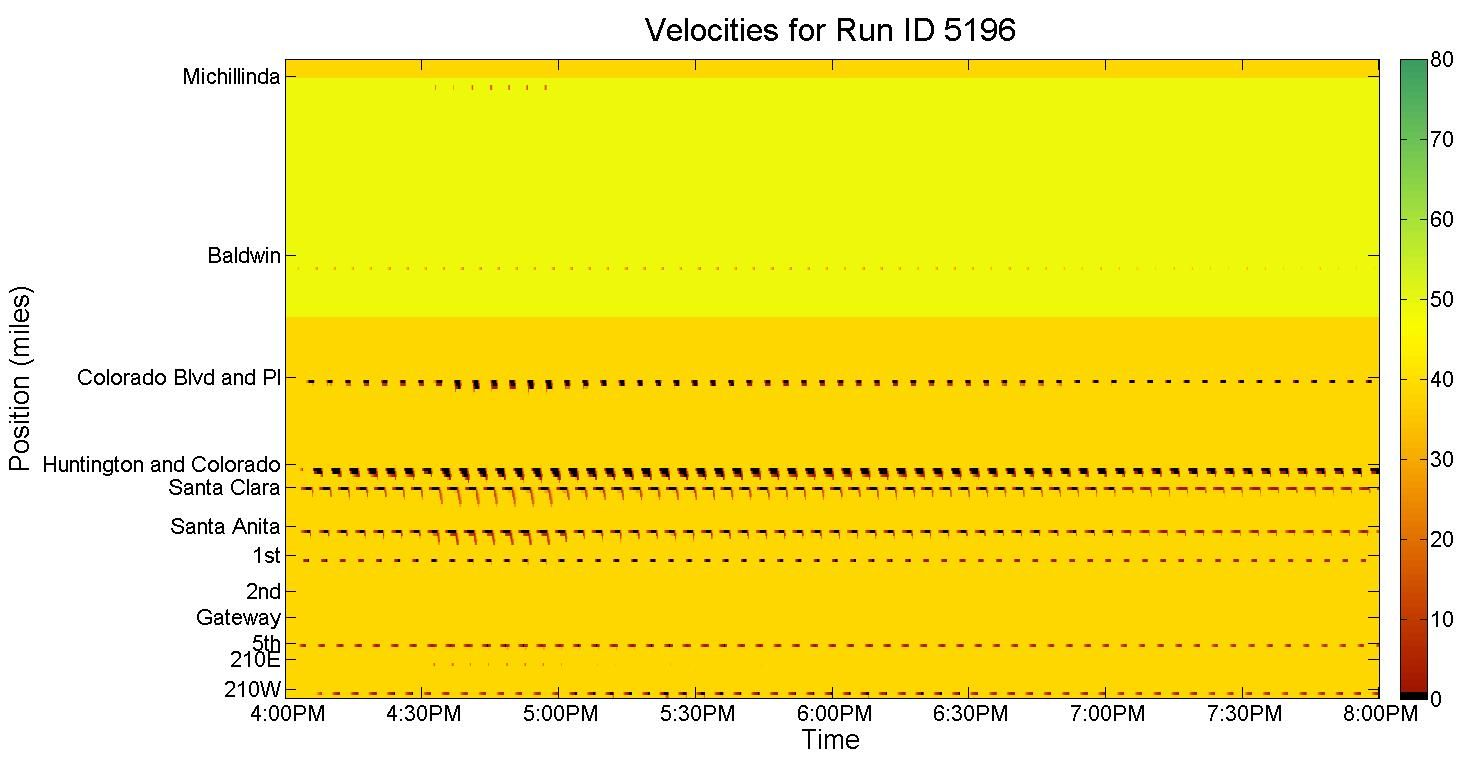 Velocities for Run ID 5196
Position (miles)
Michillinda
Baldwin
Colorado Blvd and Pl
Huntington and Colorado
Santa Clara
Santa Anita
1st
2nd
Gateway
5th
210E
210W
4:00PM 4:30PM 5:00PM 5:30PM 6:00PM 6:30PM 7:00PM 7:30PM 8:00PM
Time
80
70
60
50
40
30
20
10
0